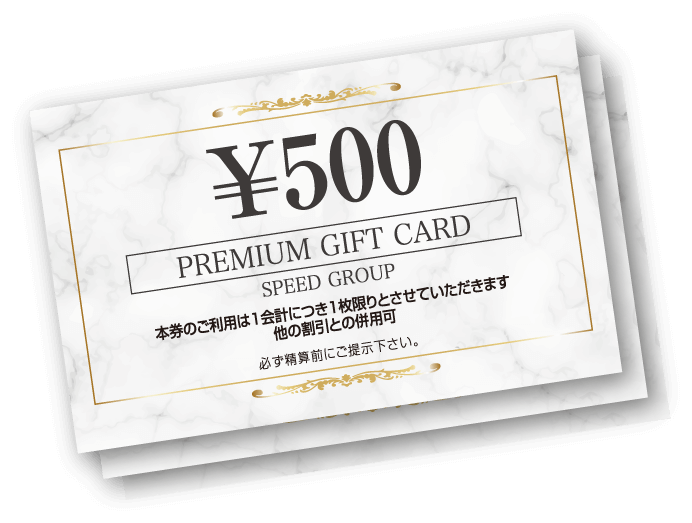 ¥500
PREMIUM GIFT CARD
SPEED GROUP
本券のご利用は1会計につき1枚限りとさせていただきます
他の割引との併用可
必ず精算前にご提示下さい。